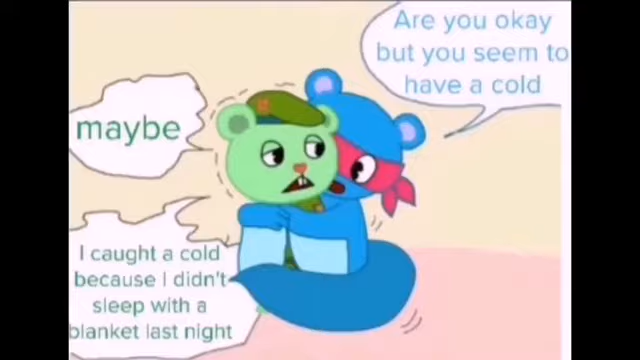 Are you okay
but you seem to
have a cold
maybe
I caught a cold
because I didn't
sleep with a
blanket last night